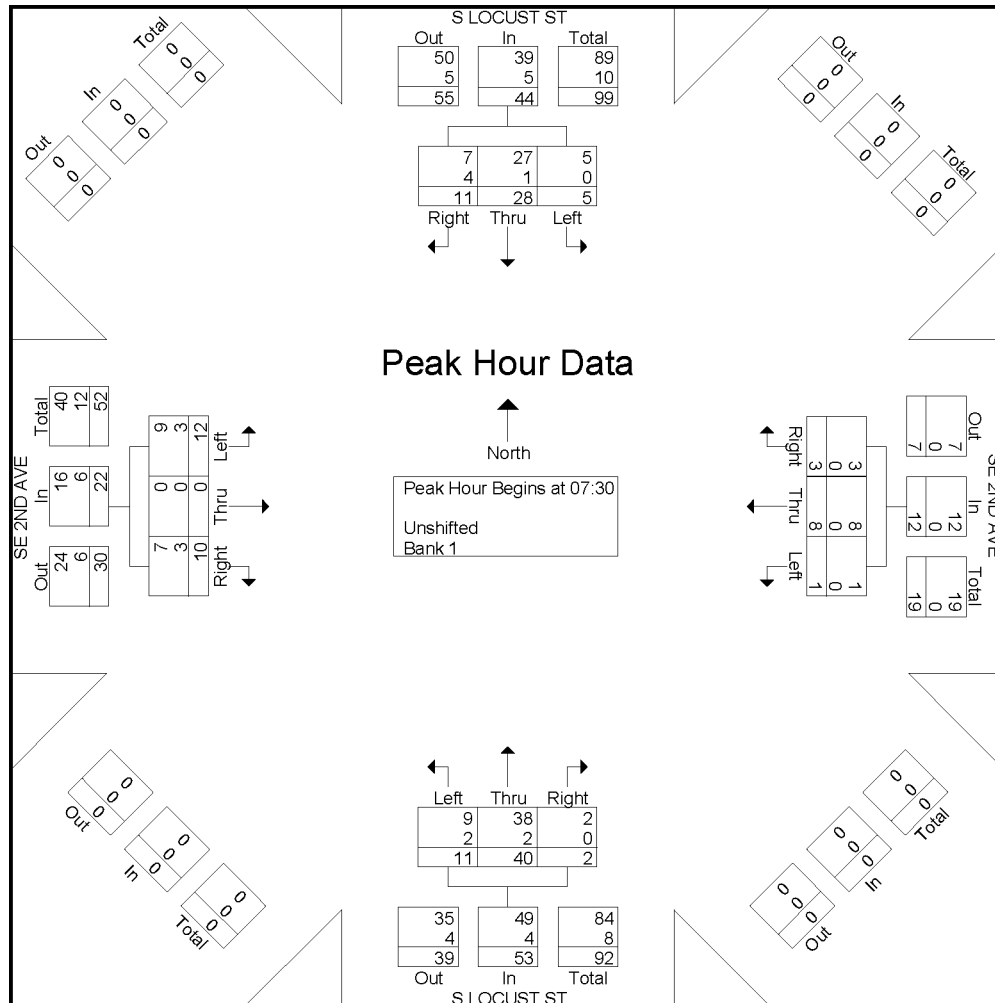 S LOCUST ST
Out In Total
50 39 89
5 5 10
55 44 99
7 27 5
4 1 0
11 28 5
Right Thru Left
Out In Total
0 0 0
0 0 0
0 0 0
Out In Total
0 0 0
0 0 0
0 0 0
Peak Hour Data
North
Peak Hour Begins at 07:30
Unshifted
Bank 1
SE 2ND AVE
Out In Total
24 16 40
6 6 12
30 22 52
Left Thru Right
9 0 7
3 0 3
12 0 10
SE 2ND AVE
Out In Total
7 12 19
0 0 0
7 12 19
Right Thru Left
3 8 1
0 0 0
3 8 1
Left Thru Right
9 38 2
2 2 0
11 40 2
35 49 84
4 4 8
39 53 92
Out In Total
S LOCUST ST
0 0 0
0 0 0
0 0 0
Out In Total
0 0 0
0 0 0
0 0 0
Out In Total